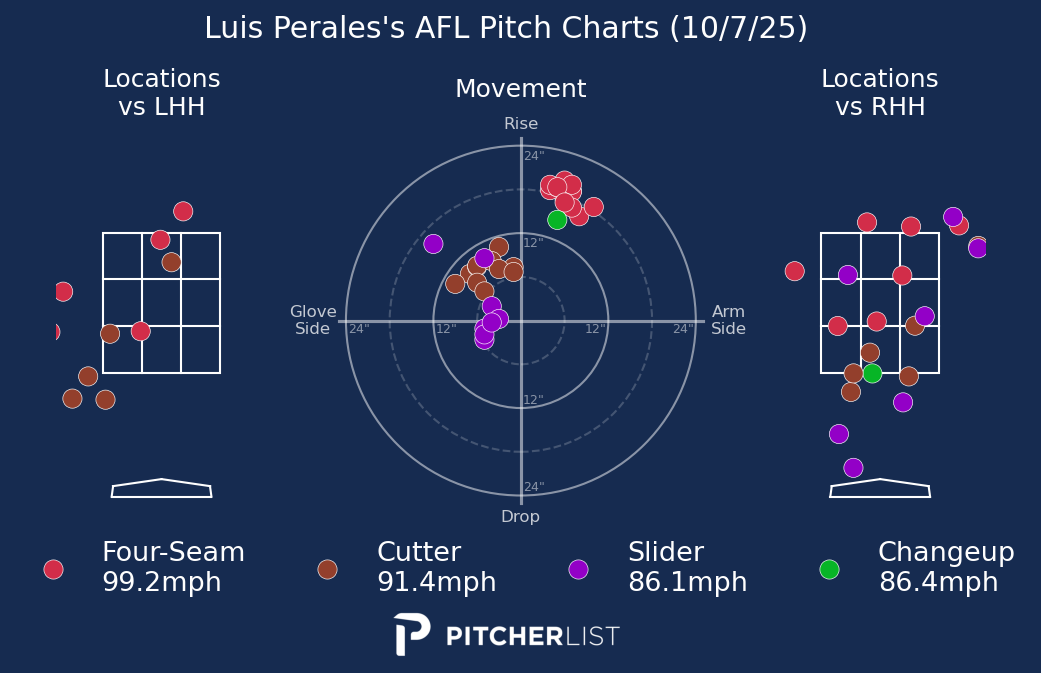 Luis Perales's AFL Pitch Charts (10/7/25)
Locations
vs LHH
Movement
Locations
vs RHH
Rise
24"
12"
Glove
Side
24"
12"
12"
24"
Arm
Side
12"
24"
Drop
Four-Seam
99.2mph
Cutter
91.4mph
Slider
86.1mph
Changeup
86.4mph
PITCHERLIST